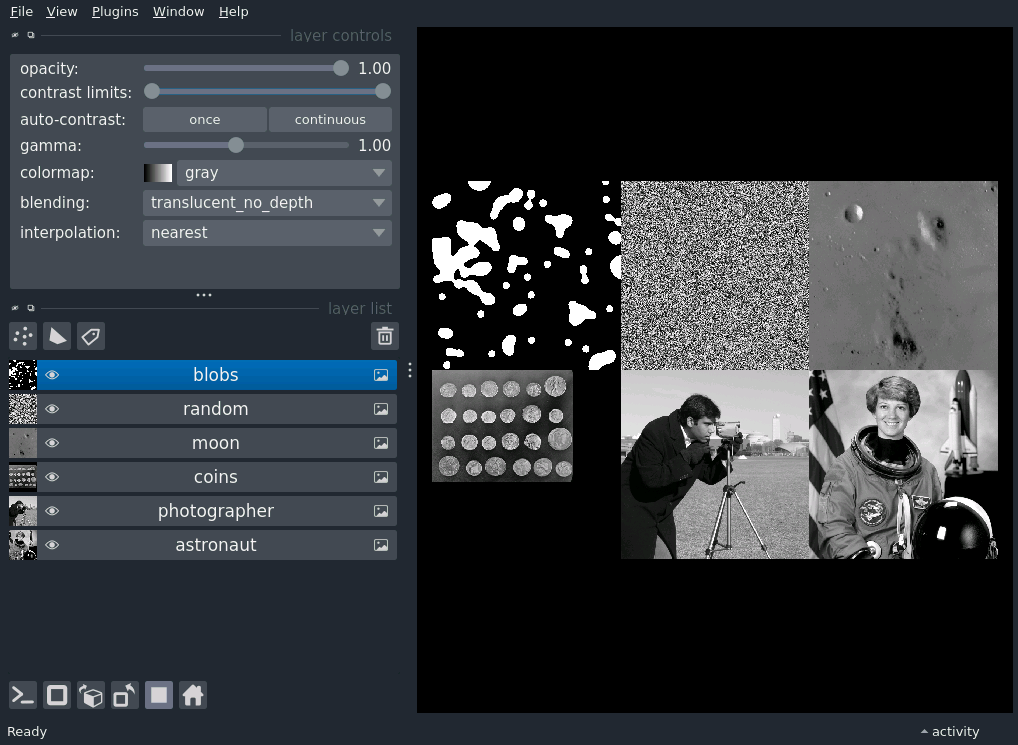 File View Plugins Window Help
layer controls
opacity: 1.00
contrast limits:
auto-contrast: once continuous
gamma: 1.00
colormap: gray
blending: translucent_no_depth
interpolation: nearest
layer list
blobs
random
moon
coins
photographer
astronaut
Ready activity